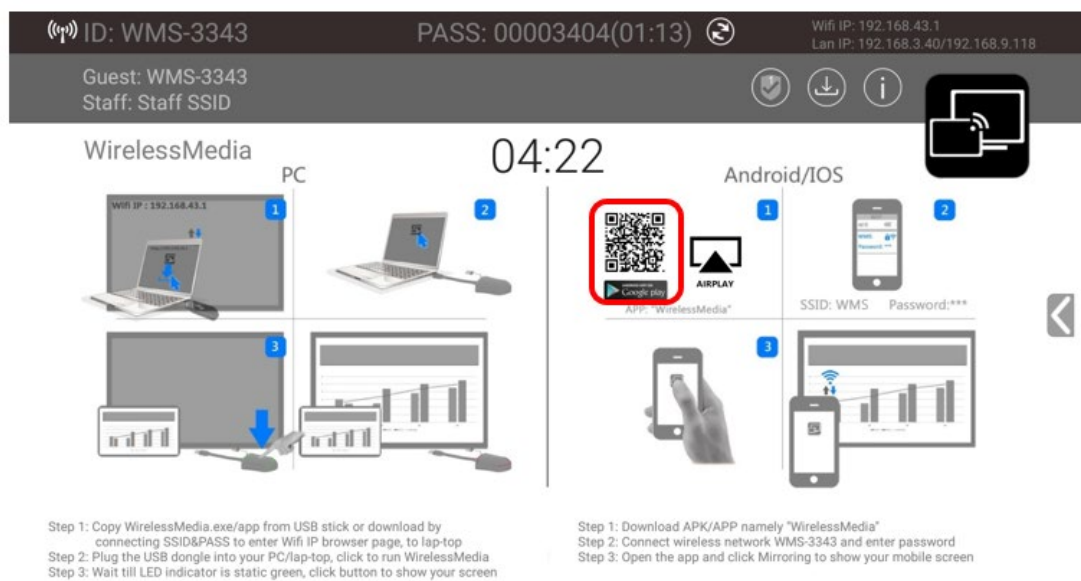 ID: WMS-3343
PASS: 00003404(01:13)
Wifi IP: 192.168.43.1
Lan IP: 192.168.3.40/192.168.9.118
Guest: WMS-3343
Staff: Staff SSID
WirelessMedia
04:22
PC
Android/IOS
Wifi IP : 192.168.43.1
1
2
3
1
2
3
Google play
AIRPLAY
APP: "WirelessMedia"
WMS
Password
SSID: WMS Password:***
Step 1: Copy WirelessMedia.exe/app from USB stick or download by
connecting SSID&PASS to enter Wifi IP browser page, to lap-top
Step 2: Plug the USB dongle into your PC/lap-top, click to run WirelessMedia
Step 3: Wait till LED indicator is static green, click button to show your screen
Step 1: Download APK/APP namely "WirelessMedia"
Step 2: Connect wireless network WMS-3343 and enter password
Step 3: Open the app and click Mirroring to show your mobile screen